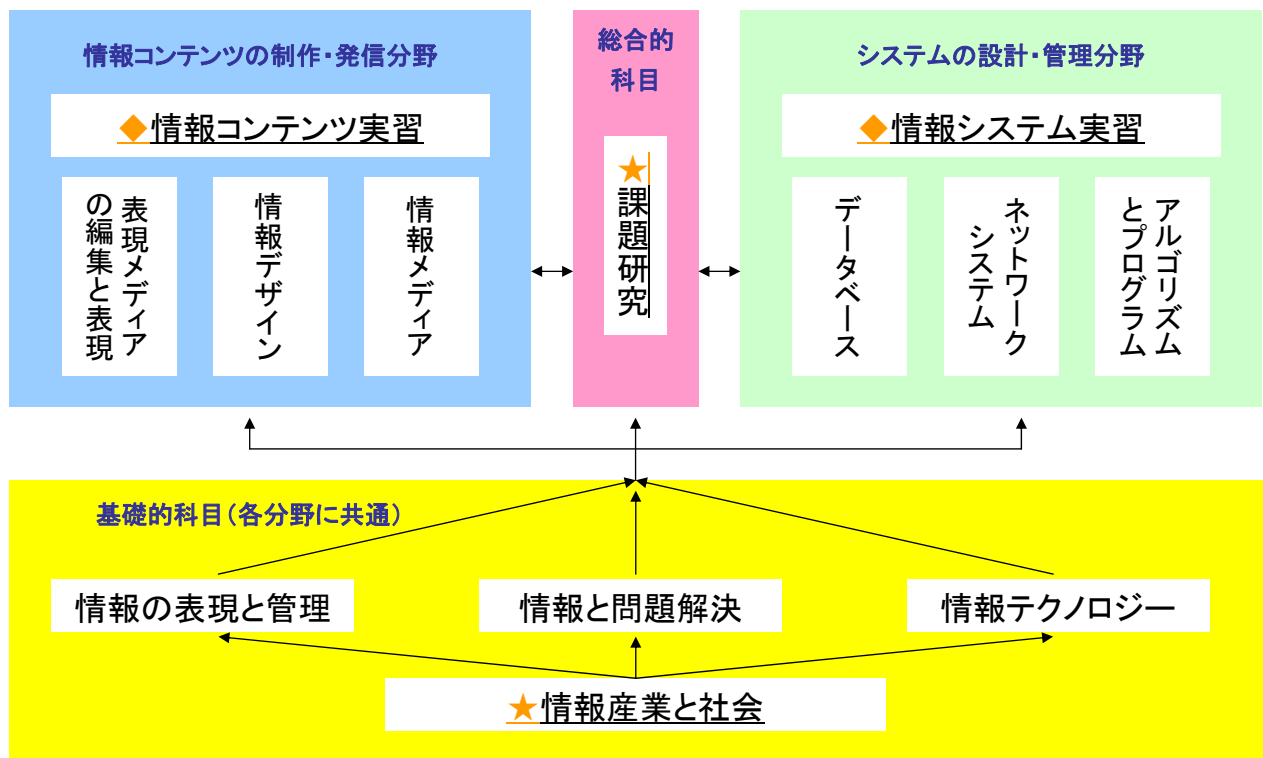 情報コンテンツの制作・発信分野
◆情報コンテンツ実習
表現メディア
の編集と表現
情報デザイン
情報メディア
総合的
科目
★課題研究
システムの設計・管理分野
◆情報システム実習
データベース
ネットワーク
システム
アルゴリズム
とプログラム
基礎的科目(各分野に共通)
情報の表現と管理
情報と問題解決
情報テクノロジー
★情報産業と社会